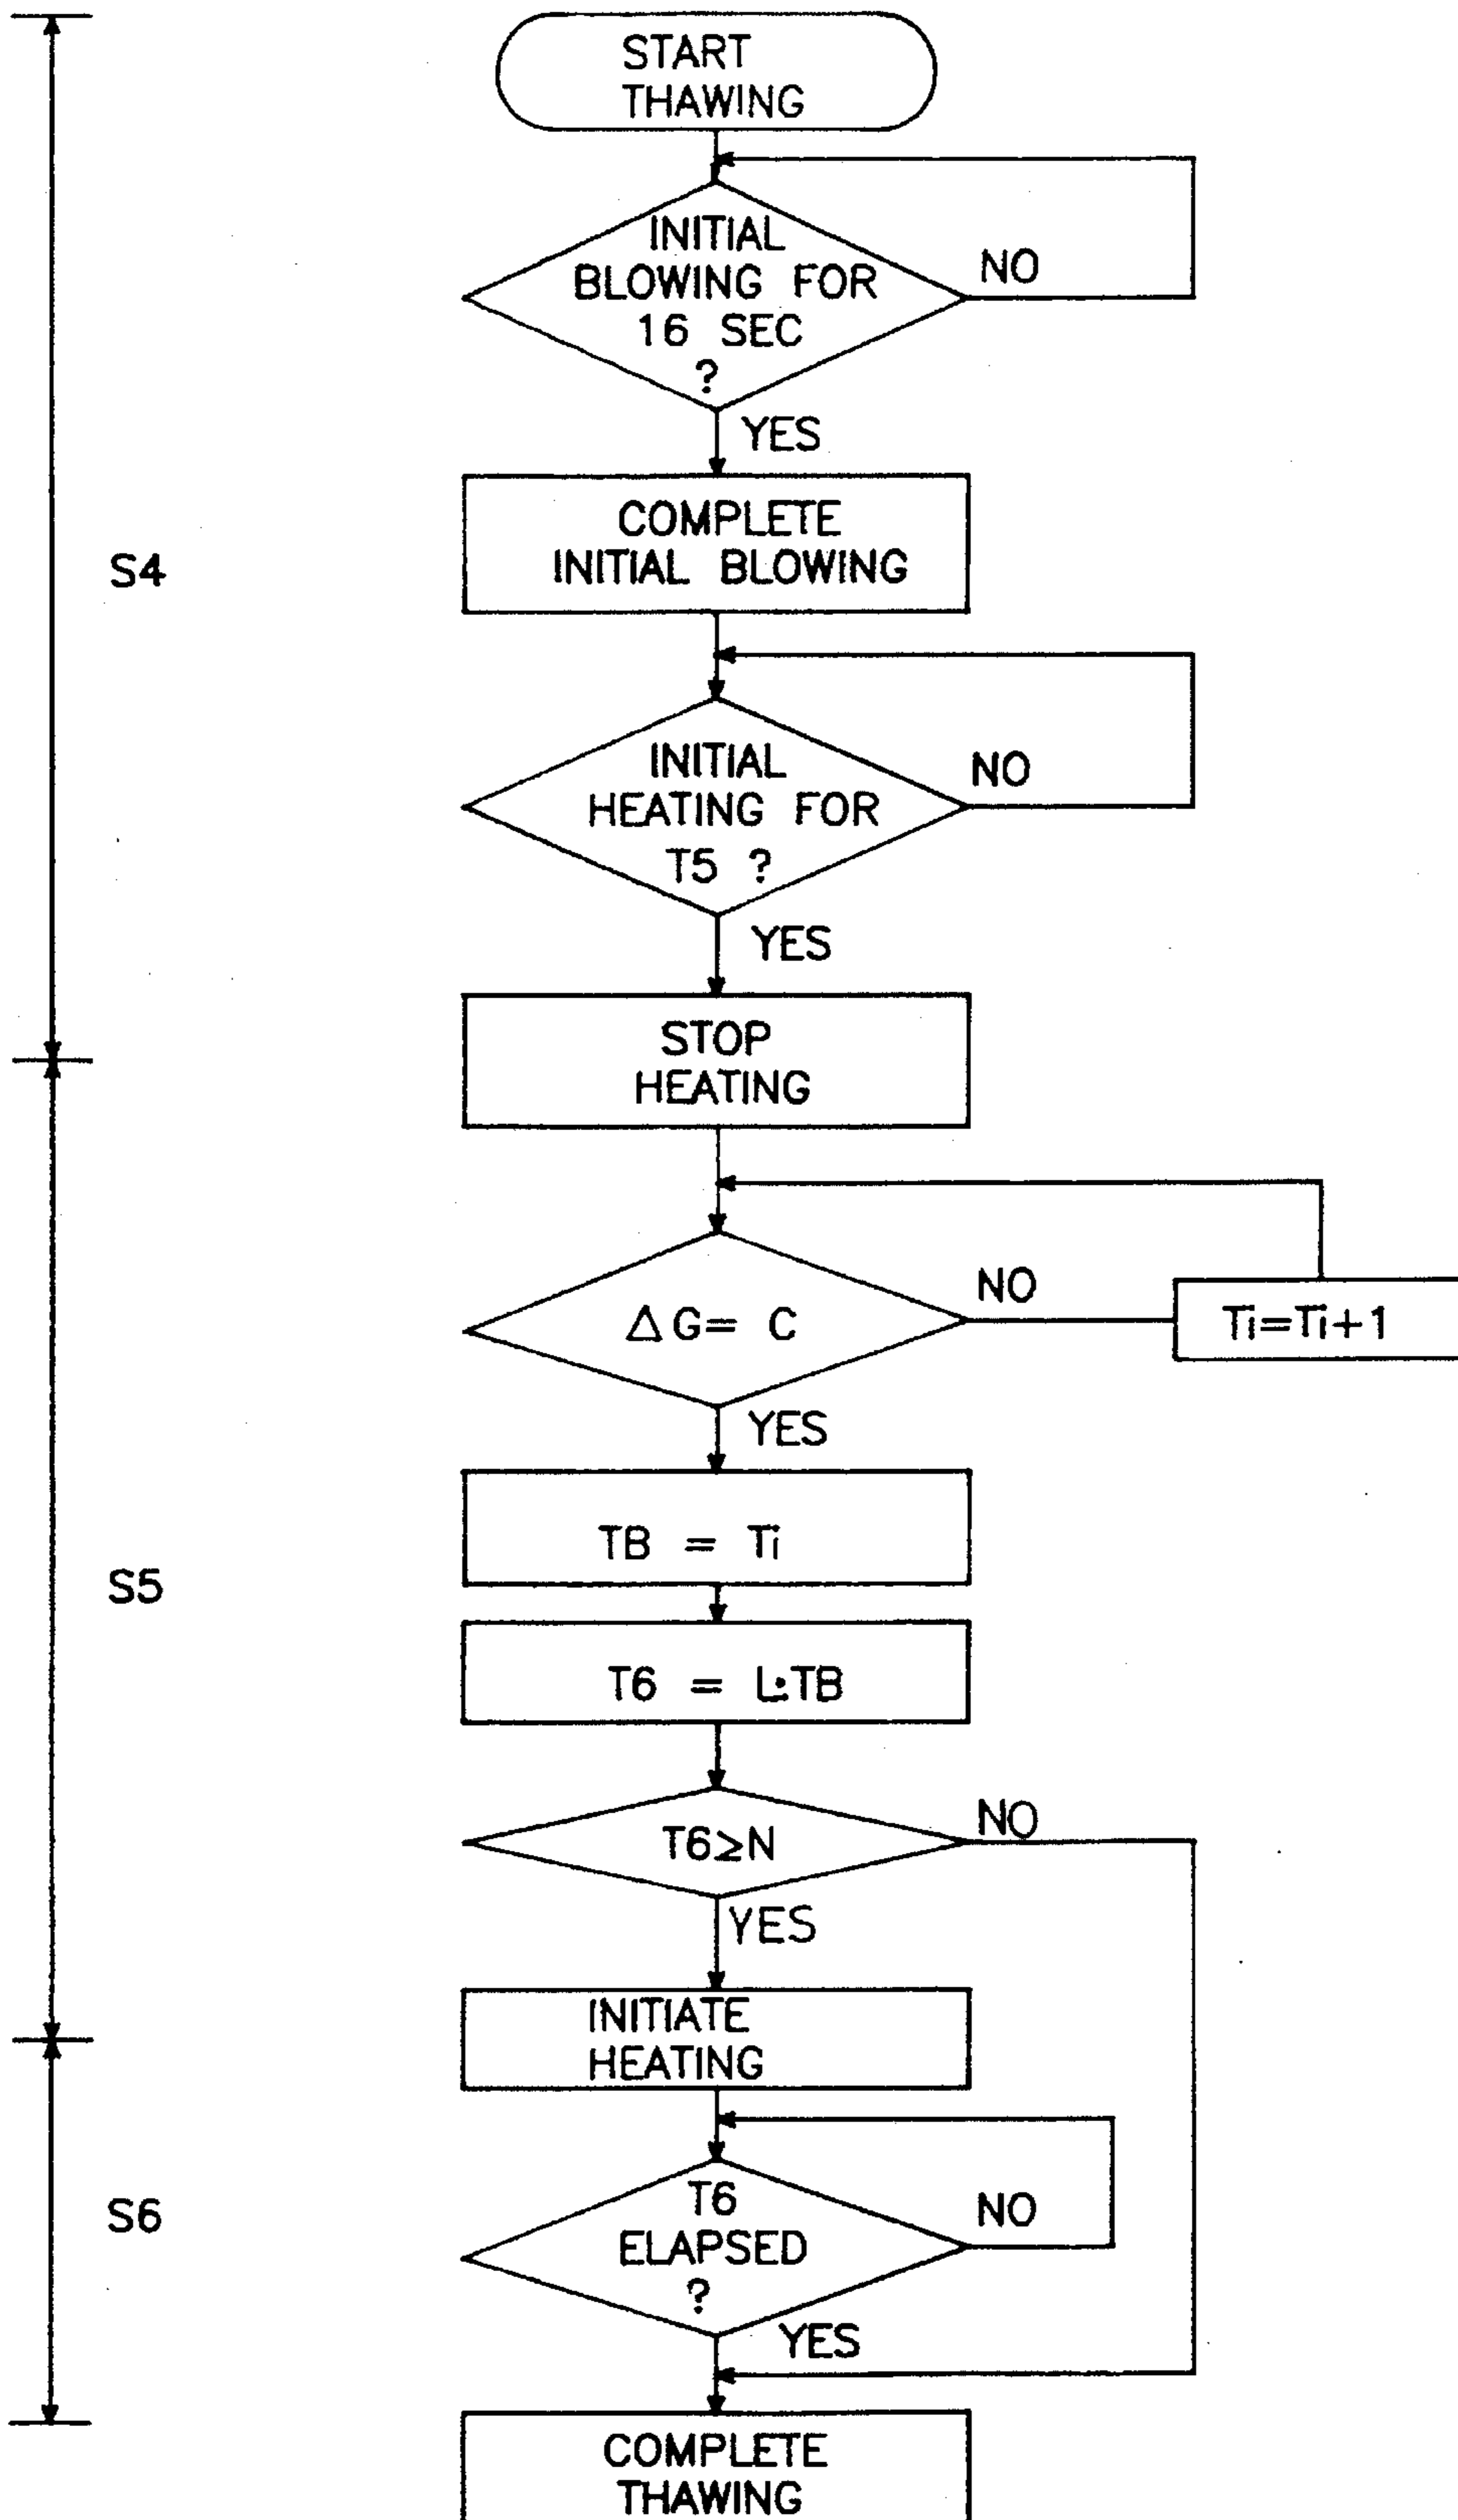 START
THAWING
INITIAL
BLOWING FOR
16 SEC
?
NO
YES
COMPLETE
INITIAL BLOWING
S4
INITIAL
HEATING FOR
T5 ?
NO
YES
STOP
HEATING
ΔG= C
NO
Ti=Ti+1
YES
TB = Ti
S5
T6 = L·TB
T6≥N
NO
YES
INITIATE
HEATING
T6
ELAPSED
?
NO
S6
YES
COMPLETE
THAWING